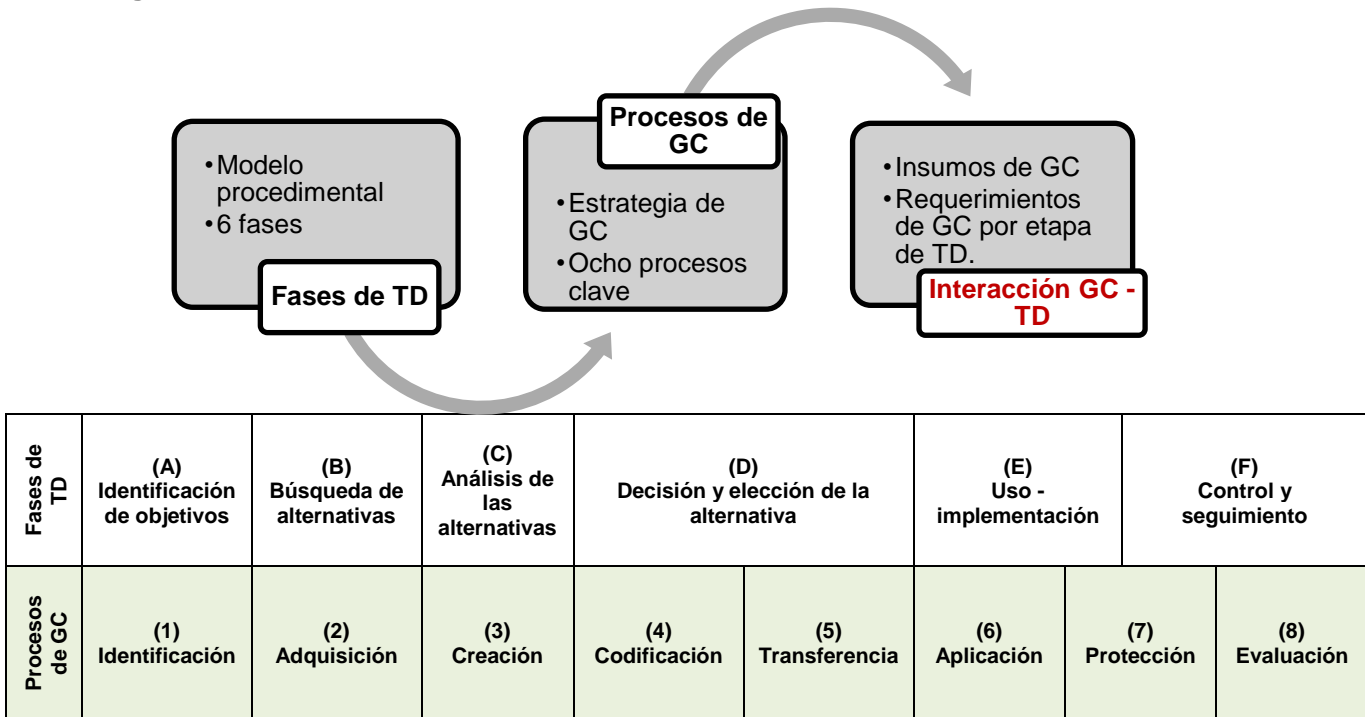 •Modelo
procedimental
•6 fases
Fases de TD
Procesos de
GC
•Estrategia de
GC
•Ocho procesos
clave
•Insumos de GC
•Requerimientos
de GC por etapa
de TD.
Interacción GC -
TD
Fases de
TD
(A)
Identificación
de objetivos
(B)
Búsqueda de
alternativas
(C)
Análisis de
las
alternativas
(D)
Decisión y elección de la
alternativa
(E)
Uso -
implementación
(F)
Control y
seguimiento
Procesos
de GC
(1)
Identificación
(2)
Adquisición
(3)
Creación
(4)
Codificación
(5)
Transferencia
(6)
Aplicación
(7)
Protección
(8)
Evaluación